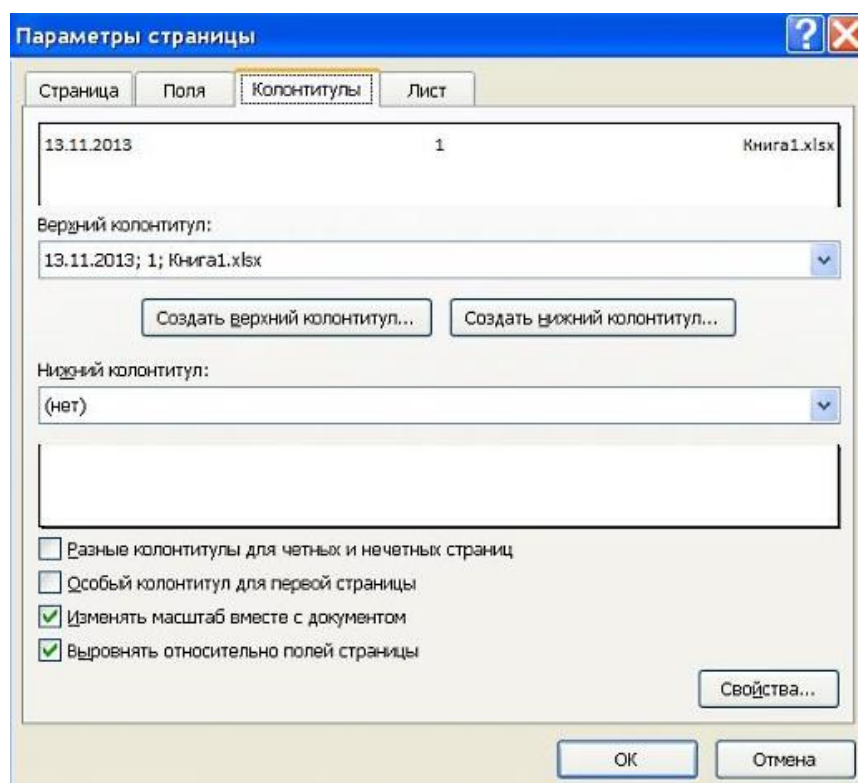 Параметры страницы
Страница Поля Колонтитулы Лист
13.11.2013 1 Книга1.xlsx
Верхний колонтитул:
13.11.2013; 1; Книга1.xlsx
Создать верхний колонтитул... Создать нижний колонтитул...
Нижний колонтитул:
(нет)
Разные колонтитулы для четных и нечетных страниц
Особый колонтитул для первой страницы
Изменять масштаб вместе с документом
Выровнять относительно полей страницы
Свойства...
ОК Отмена